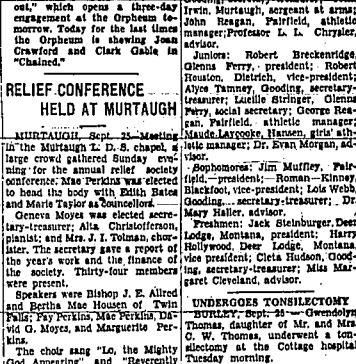 out," which opens a three-day
engagement at the Orpheum to-
morrow. Today for the last times
the Orpheum is showing Joan
Crawford and Clark Gable in
"Chained."
RELIEF CONFERENCE
HELD AT MURTAUGH
MURTAUGH, Sept. 25—Meeting
in the Murtaugh L. D. S. chapel, a
large crowd gathered Sunday eve-
ning for the annual relief society
conference. Mae Perkins was elected
to head the body with Edith Bates
and Marie Taylor as counsellors.
Geneva Moyes was elected secre-
tary-treasurer; Alta Christofferson,
pianist; and Mrs. J. I. Tolman, chor-
ister. The secretary gave a report of
the year's work and the finance of
the society. Thirty-four members
were present.
Speakers were Bishop J. E. Allred
and Bertha Mae Housen of Twin
Falls; Fay Perkins, Mae Perkins, Da-
vid G. Moyes, and Marguerite Per-
kins.
The choir sang "Lo, the Mighty
God Appearing" and "Reverently
Irwin, Murtaugh, sergeant at arms;
John Reagan, Fairfield, athletic
manager; Professor L. L. Chrysler,
advisor.
Juniors: Robert Breckenridge,
Glenns Ferry, president; Robert
Houston, Dietrich, vice-president;
Alyce Tamney, Gooding, secretary-
treasurer; Lucille Stringer, Glenns
Ferry, social secretary; George Rea-
gan, Fairfield, athletic manager;
Maude Laycooke, Hansen, girls' ath-
letic manager; Dr. Evan Morgan, ad-
visor.
Sophomores: Jim Muffley, Fair-
field, president; Roman Kinney,
Blackfoot, vice-president; Lois Webb,
Gooding, secretary-treasurer; Dr.
Mary Haller, advisor.
Freshmen: Jack Steinburger, Deer
Lodge, Montana, president; Harry
Hollywood, Deer Lodge, Montana,
vice president; Cleta Hudson, Good-
ing, secretary-treasurer; Miss Mar-
garet Cleveland, advisor.
UNDERGOES TONSILECTOMY
BURLEY, Sept. 25 — Gwendolyn
Thomas, daughter of Mr. and Mrs.
C. W. Thomas, underwent a ton-
silectomy at the Cottage hospital
Tuesday morning.